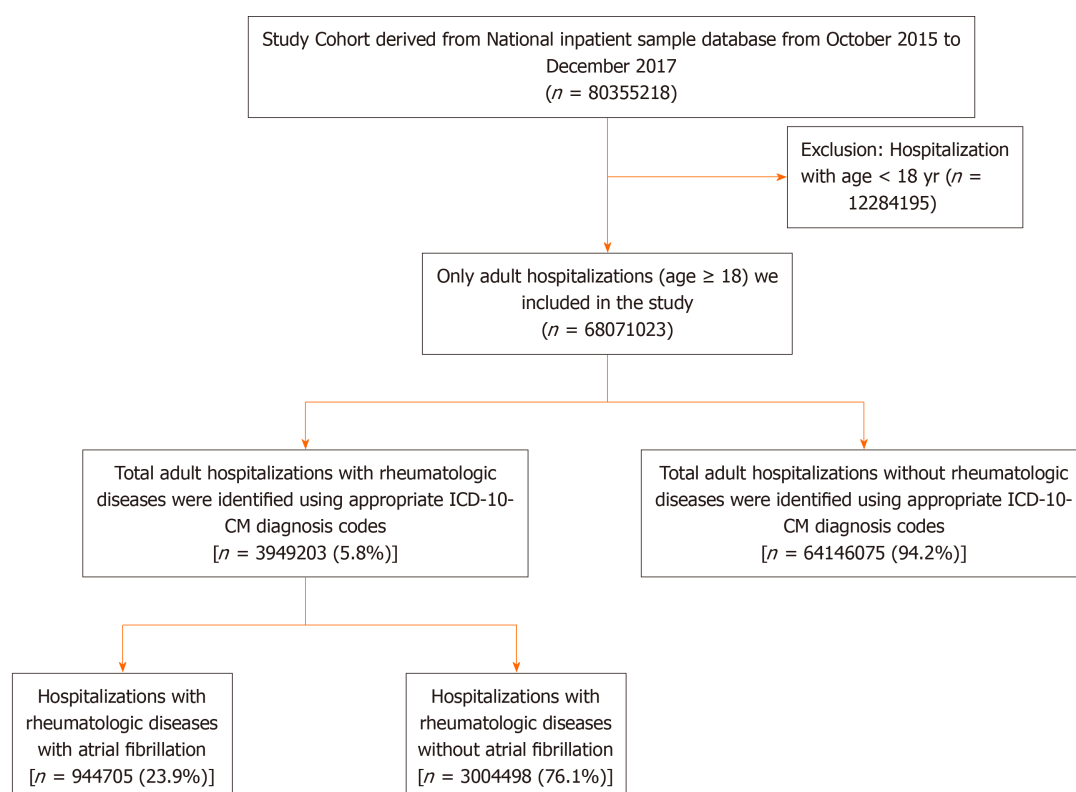 Study Cohort derived from National inpatient sample database from October 2015 to
December 2017
(n = 80355218)
Exclusion: Hospitalization
with age < 18 yr (n =
12284195)
Only adult hospitalizations (age ≥ 18) we
included in the study
(n = 68071023)
Total adult hospitalizations with rheumatologic
diseases were identified using appropriate ICD-10-
CM diagnosis codes
[n = 3949203 (5.8%)]
Total adult hospitalizations without rheumatologic
diseases were identified using appropriate ICD-10-
CM diagnosis codes
[n = 64146075 (94.2%)]
Hospitalizations with
rheumatologic diseases
with atrial fibrillation
[n = 944705 (23.9%)]
Hospitalizations with
rheumatologic diseases
without atrial fibrillation
[n = 3004498 (76.1%)]